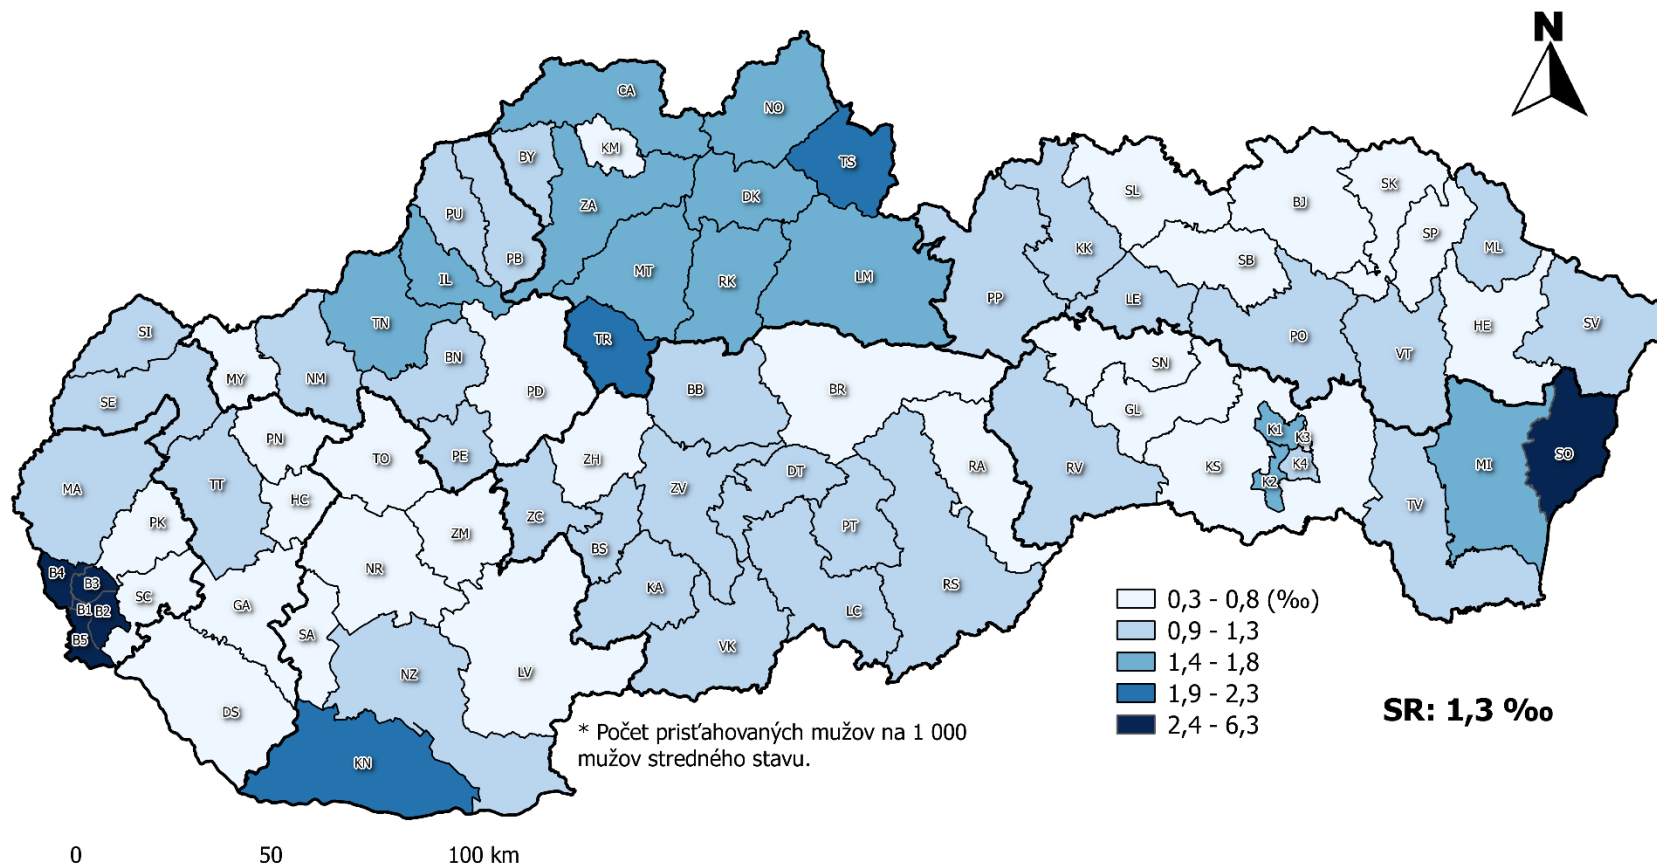 N
CA
NO
KM
BY
TS
ZA
DK
PU
PB
SL
BJ
SK
SP
ML
KK
SB
IL
MT
RK
LM
PP
LE
HE
SV
SI
TN
TR
BN
PO
VT
MY
NM
PD
BB
BR
SN
GL
SE
PN
TO
PE
ZH
RA
RV
KS
K1
K3
K4
K2
MI
SO
MA
TT
HC
ZM
ZC
ZV
DT
PT
TV
PK
NR
BS
KA
LC
RS
B4
B3
B1
B2
B5
SC
GA
SA
NZ
LV
VK
DS
KN
0,3 - 0,8 (‰)
0,9 - 1,3
1,4 - 1,8
1,9 - 2,3
2,4 - 6,3
SR: 1,3 ‰
* Počet prisťahovaných mužov na 1 000
mužov stredného stavu.
0 50 100 km